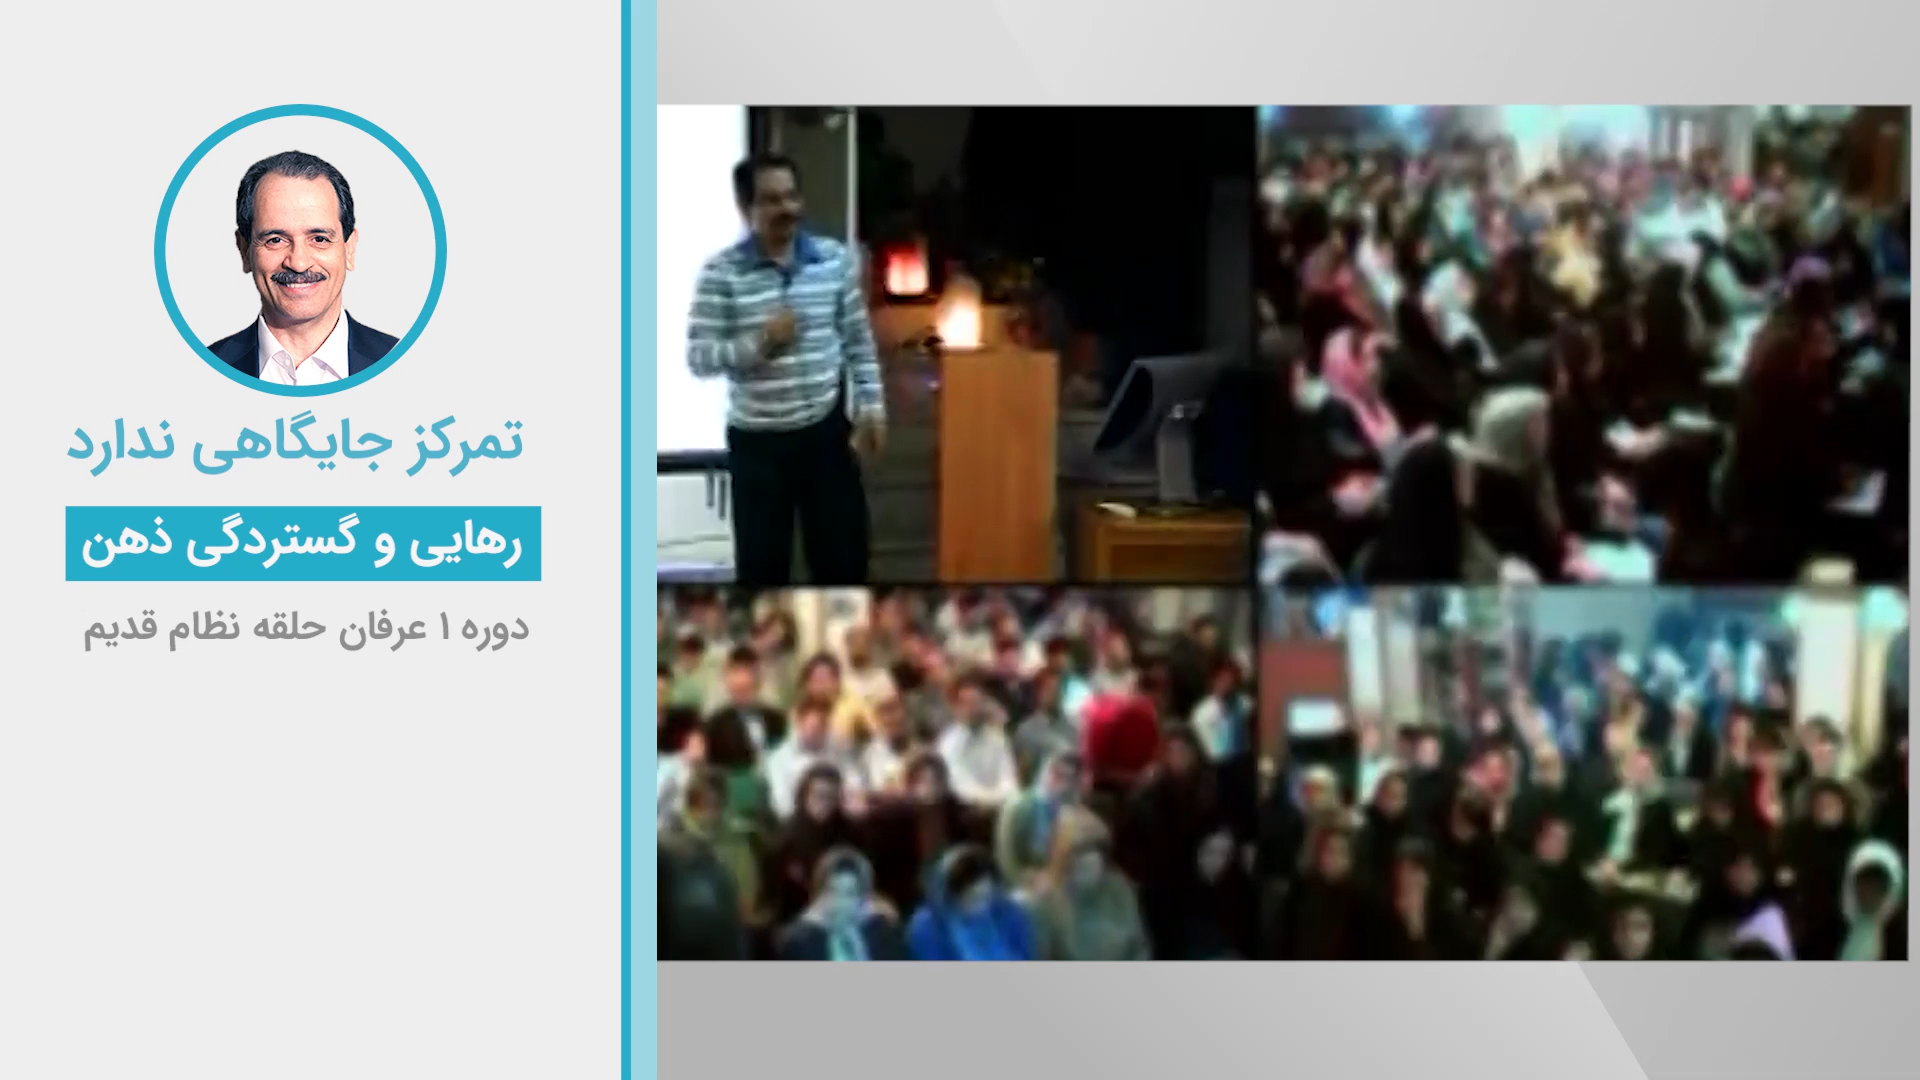 تمرکز جایگاهی ندارد
رهایی و گستردگی ذهن
دوره ۱ عرفان حلقه نظام قدیم